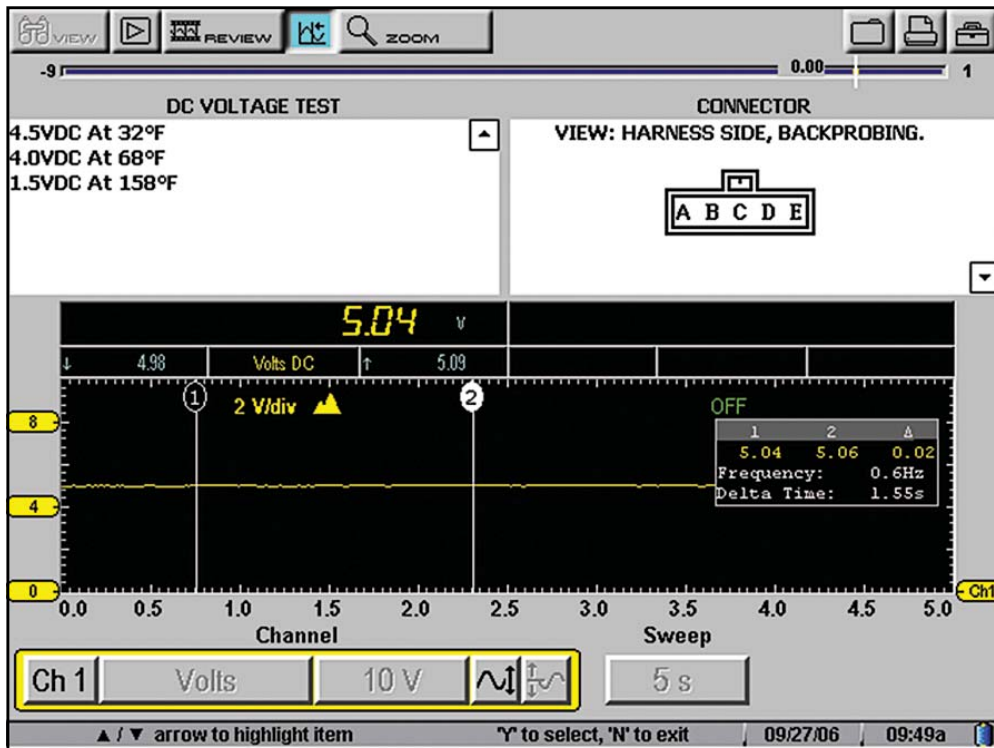 VIEW REVIEW ZOOM
-9 0.00 1
DC VOLTAGE TEST
4.5VDC At 32°F
4.0VDC At 68°F
1.5VDC At 158°F
CONNECTOR
VIEW: HARNESS SIDE, BACKPROBING.
A B C D E
5.04 V
↓ 4.98 Volts DC ↑ 5.09
1 2 V/div 2 OFF
1 2 Δ
5.04 5.06 0.02
Frequency: 0.6Hz
Delta Time: 1.55s
8
4
0 Ch1
0.0 0.5 1.0 1.5 2.0 2.5 3.0 3.5 4.0 4.5 5.0
Channel Sweep
Ch 1 Volts 10 V 5 s
▲ / ▼ arrow to highlight item 'Y' to select, 'N' to exit 09/27/06 09:49a